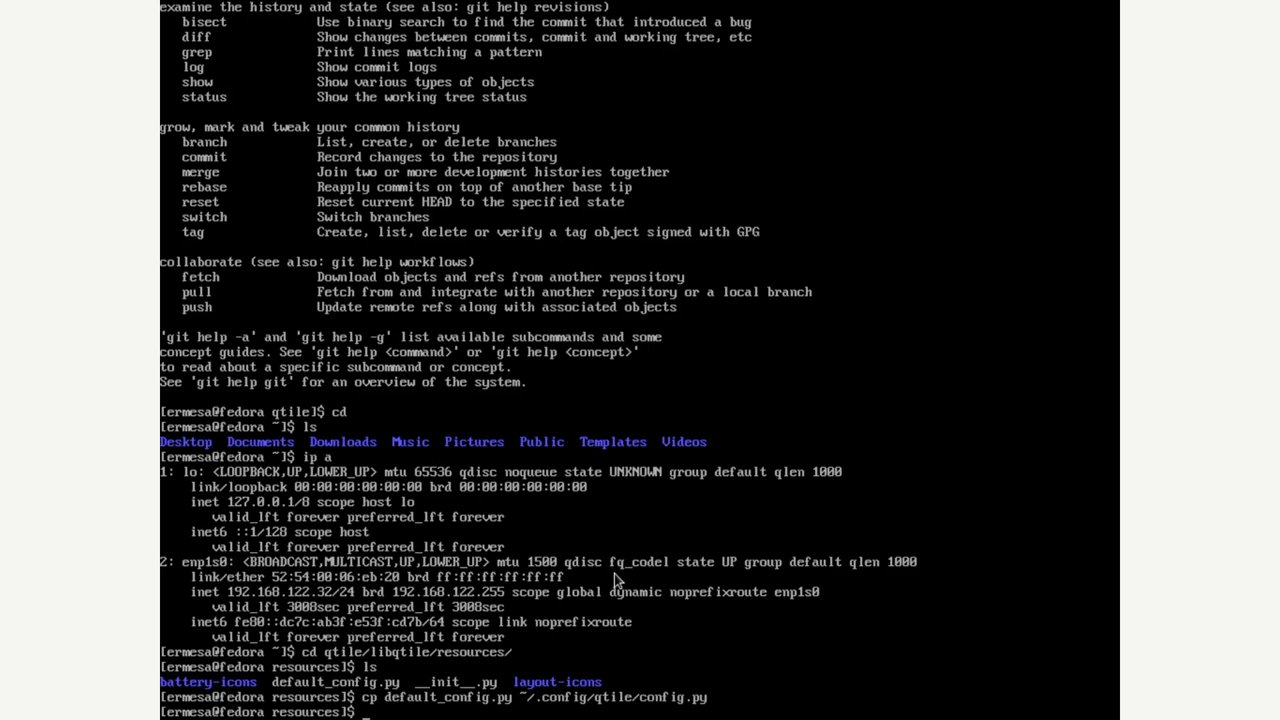 examine the history and state (see also: git help revisions)
   bisect            Use binary search to find the commit that introduced a bug
   diff              Show changes between commits, commit and working tree, etc
   grep              Print lines matching a pattern
   log               Show commit logs
   show              Show various types of objects
   status            Show the working tree status

grow, mark and tweak your common history
   branch            List, create, or delete branches
   commit            Record changes to the repository
   merge             Join two or more development histories together
   rebase            Reapply commits on top of another base tip
   reset             Reset current HEAD to the specified state
   switch            Switch branches
   tag               Create, list, delete or verify a tag object signed with GPG

collaborate (see also: git help workflows)
   fetch             Download objects and refs from another repository
   pull              Fetch from and integrate with another repository or a local branch
   push              Update remote refs along with associated objects

'git help -a' and 'git help -g' list available subcommands and some
concept guides. See 'git help <command>' or 'git help <concept>'
to read about a specific subcommand or concept.
See 'git help git' for an overview of the system.

[ermesa@fedora qtile]$ cd
[ermesa@fedora ~]$ ls
Desktop  Documents  Downloads  Music  Pictures  Public  Templates  Videos
[ermesa@fedora ~]$ ip a
1: lo: <LOOPBACK,UP,LOWER_UP> mtu 65536 qdisc noqueue state UNKNOWN group default qlen 1000
    link/loopback 00:00:00:00:00:00 brd 00:00:00:00:00:00
    inet 127.0.0.1/8 scope host lo
       valid_lft forever preferred_lft forever
    inet6 ::1/128 scope host
       valid_lft forever preferred_lft forever
2: enp1s0: <BROADCAST,MULTICAST,UP,LOWER_UP> mtu 1500 qdisc fq_codel state UP group default qlen 1000
    link/ether 52:54:00:06:eb:20 brd ff:ff:ff:ff:ff:ff
    inet 192.168.122.32/24 brd 192.168.122.255 scope global dynamic noprefixroute enp1s0
       valid_lft 3008sec preferred_lft 3008sec
    inet6 fe80::dc7c:ab3f:e53f:cd7b/64 scope link noprefixroute
       valid_lft forever preferred_lft forever
[ermesa@fedora ~]$ cd qtile/libqtile/resources/
[ermesa@fedora resources]$ ls
battery-icons  default_config.py  __init__.py  layout-icons
[ermesa@fedora resources]$ cp default_config.py ~/.config/qtile/config.py
[ermesa@fedora resources]$ _